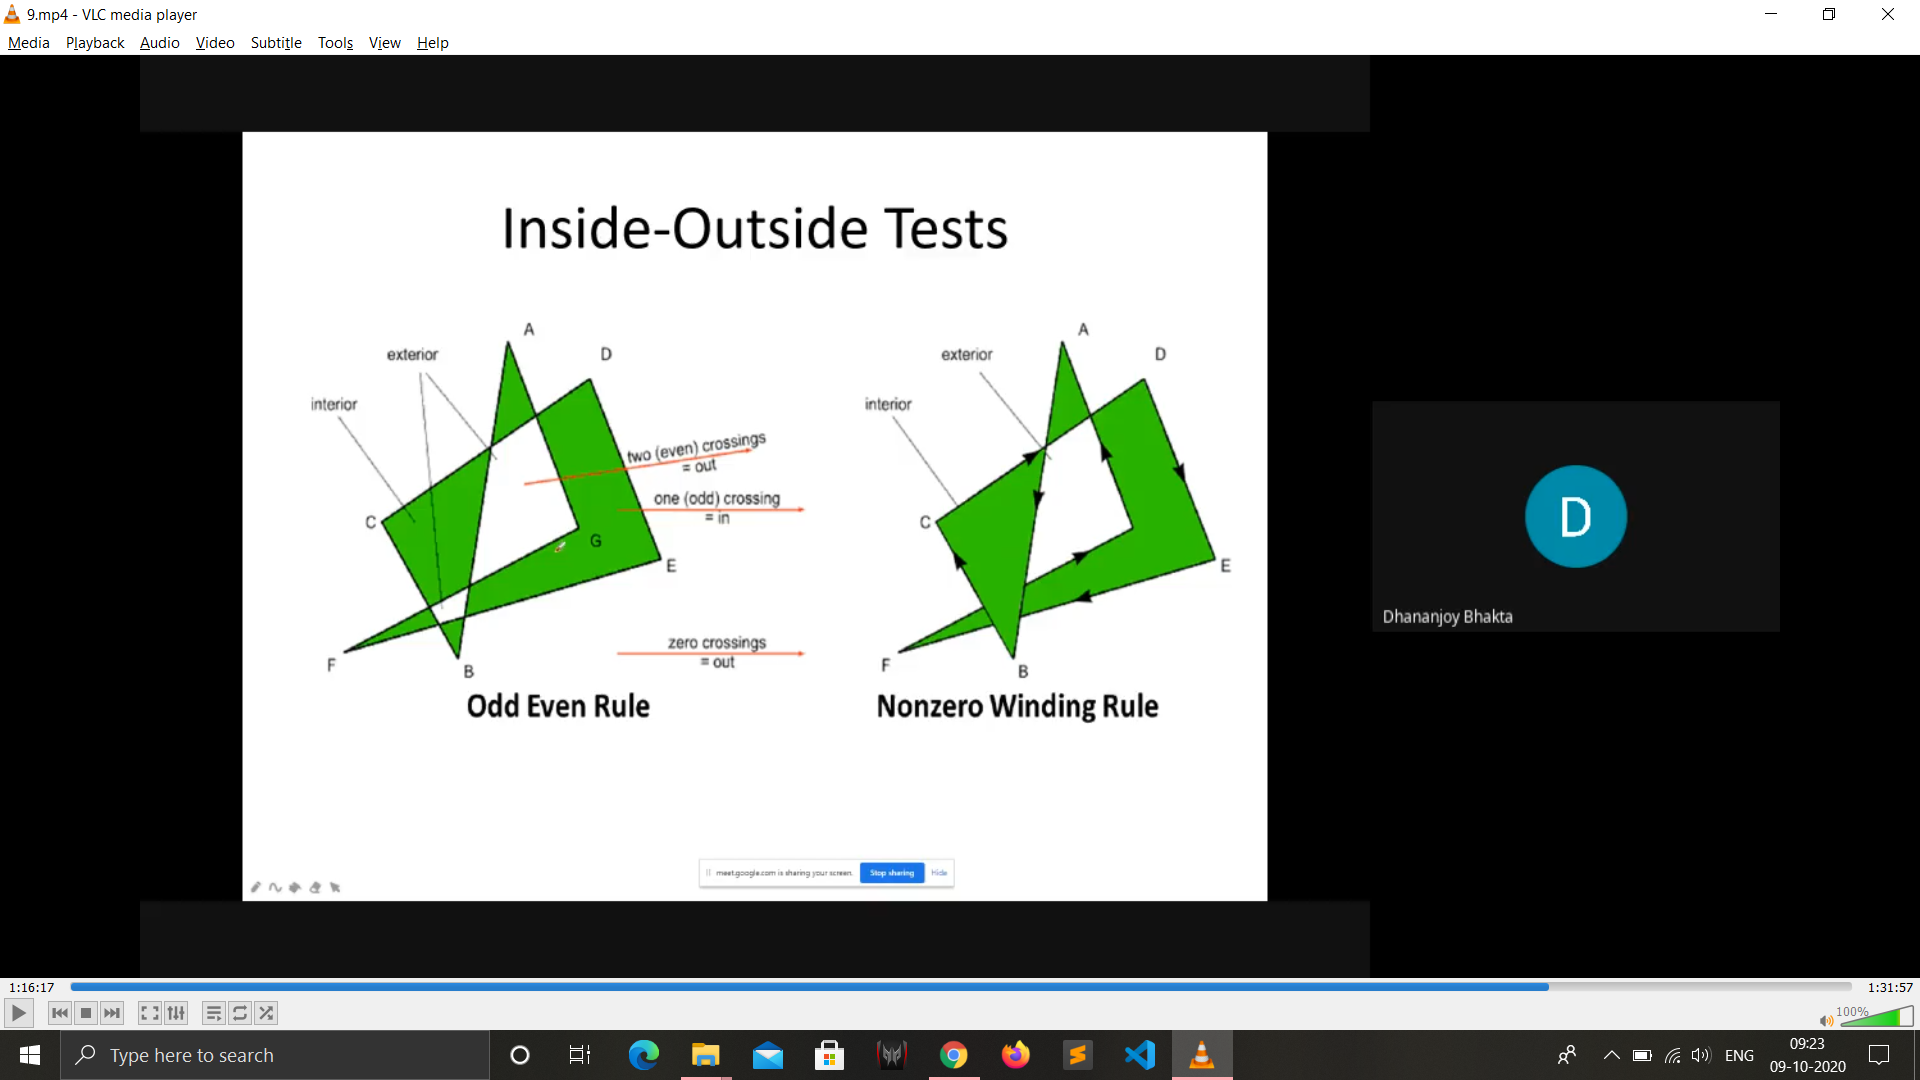 9.mp4 - VLC media player
Media Playback Audio Video Subtitle Tools View Help
Inside-Outside Tests
A
D
exterior
interior
two (even) crossings
= out
one (odd) crossing
= in
C
G
E
zero crossings
= out
F
B
Odd Even Rule
A
D
exterior
interior
C
E
F
B
Nonzero Winding Rule
meet.google.com is sharing your screen. Stop sharing Hide
D
Dhananjoy Bhakta
1:16:17
1:31:57
100%
Type here to search
ENG
09:23
09-10-2020